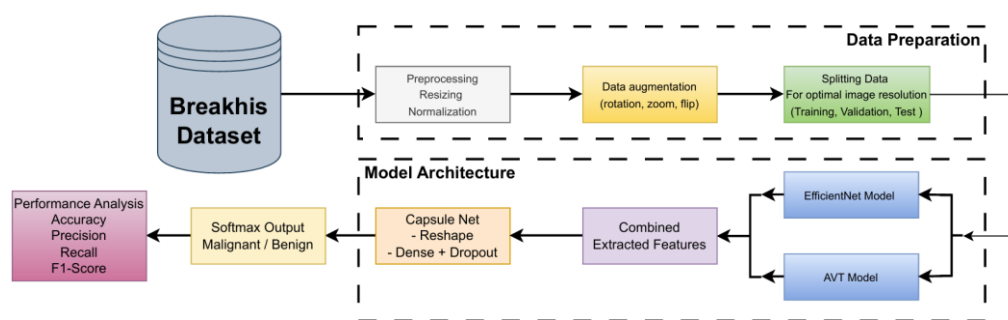 Data Preparation
Breakhis
Dataset
Preprocessing
Resizing
Normalization
Data augmentation
(rotation, zoom, flip)
Splitting Data
For optimal image resolution
(Training, Validation, Test )
Model Architecture
EfficientNet Model
AVT Model
Combined
Extracted Features
Capsule Net
- Reshape
- Dense + Dropout
Softmax Output
Malignant / Benign
Performance Analysis
Accuracy
Precision
Recall
F1-Score